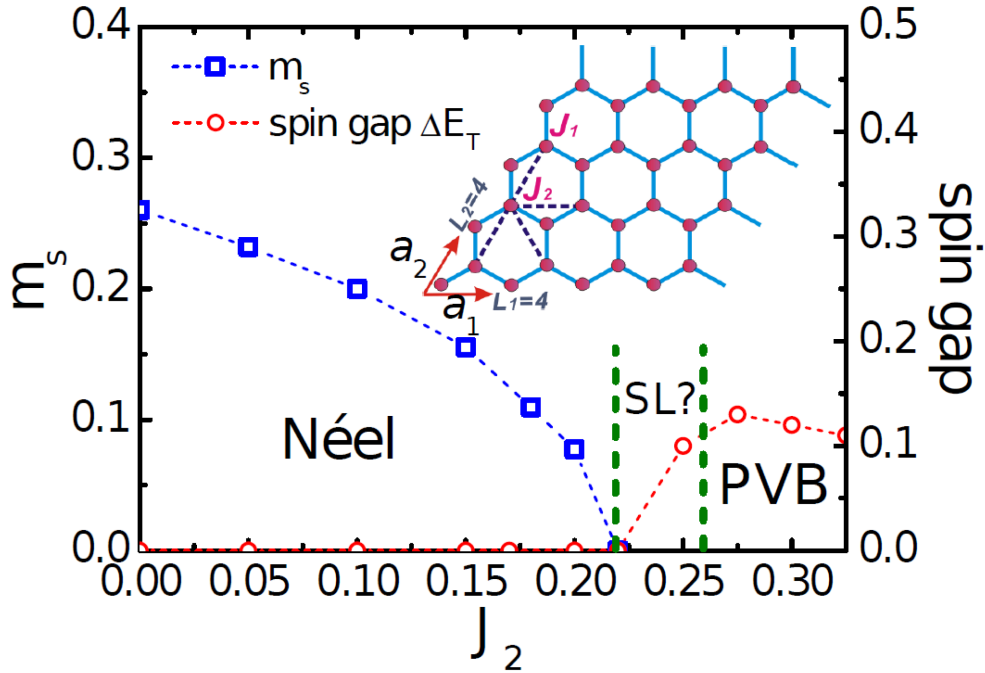 0.4
0.3
0.2
0.1
0.0
m_s
m_s
spin gap ΔE_T
J_1
J_2
L_2=4
a_2
a_1
L_1=4
Néel
SL?
PVB
0.5
0.4
0.3
0.2
0.1
0.0
spin gap
0.00 0.05 0.10 0.15 0.20 0.25 0.30
J_2